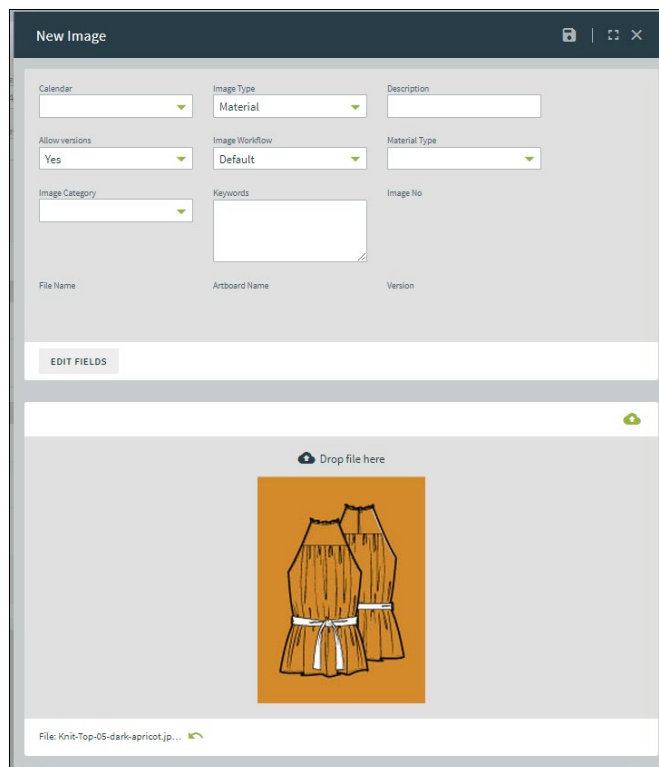 New Image
Calendar Image Type Description
Material
Allow versions Image Workflow Material Type
Yes Default
Image Category Keywords Image No
File Name Artboard Name Version
EDIT FIELDS
Drop file here
File: Knit-Top-05-dark-apricot.jp...